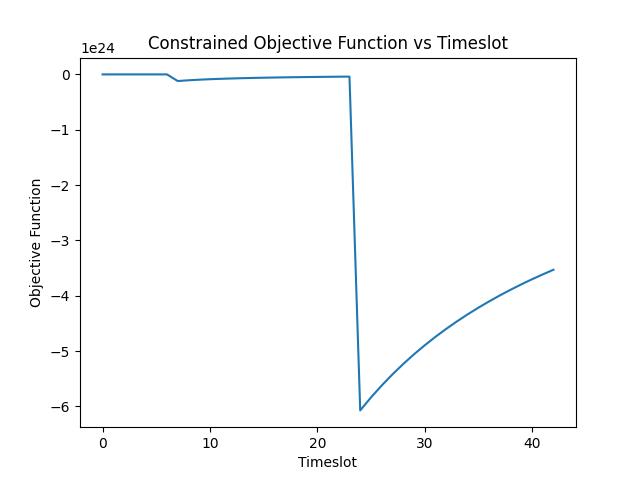 Constrained Objective Function vs Timeslot
1e24
0
−1
−2
−3
−4
−5
−6
Objective Function
0 10 20 30 40
Timeslot